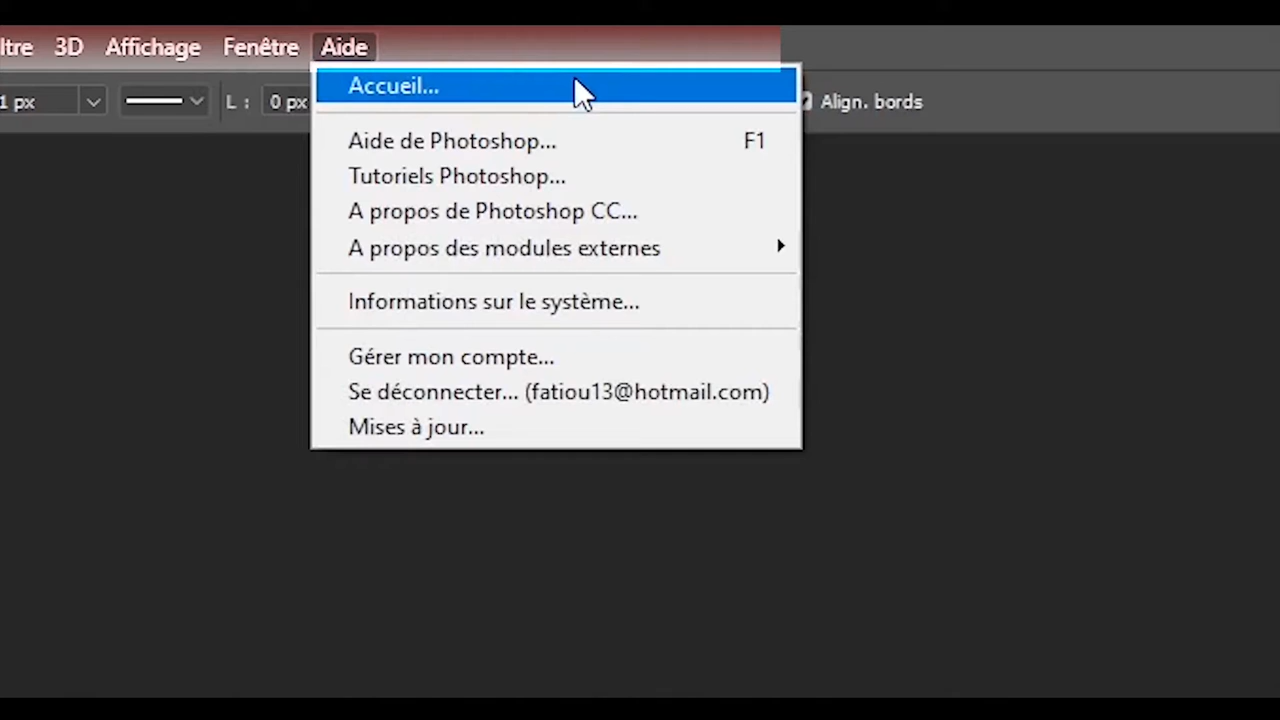 ltre 3D Affichage Fenêtre Aide
1 px L : 0 px Align. bords
Accueil...
Aide de Photoshop... F1
Tutoriels Photoshop...
A propos de Photoshop CC...
A propos des modules externes
Informations sur le système...
Gérer mon compte...
Se déconnecter... (fatiou13@hotmail.com)
Mises à jour...